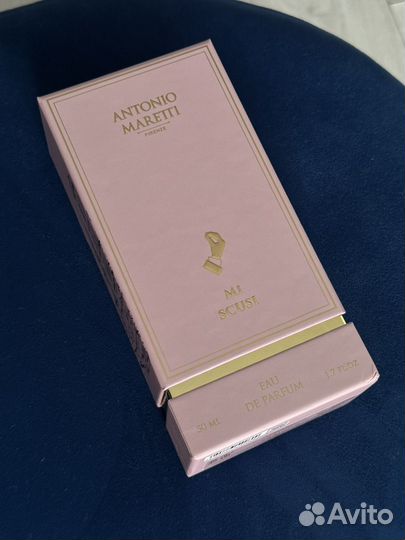 ANTONIO
MARETTI
FIRENZE
MI
SCUSI
50 ML
EAU
DE PARFUM
1.7 FL.OZ
Avito